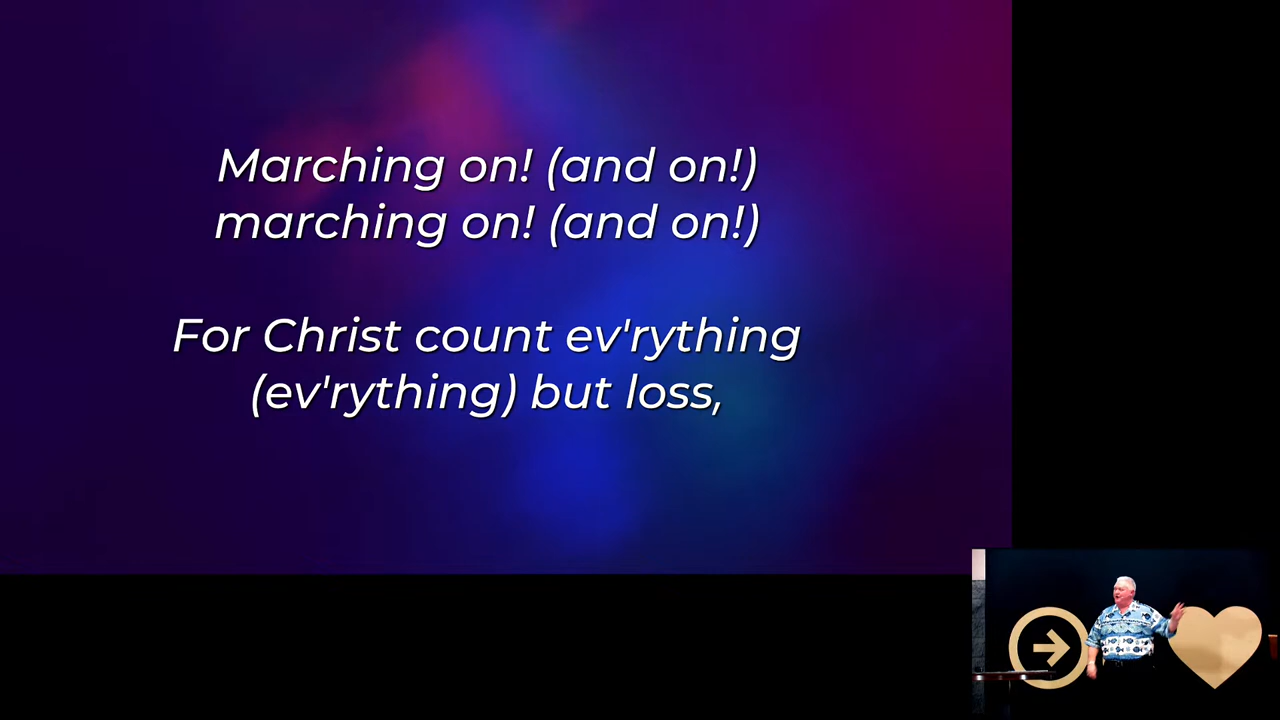 Marching on! (and on!)
marching on! (and on!)
For Christ count ev'rything
(ev'rything) but loss,